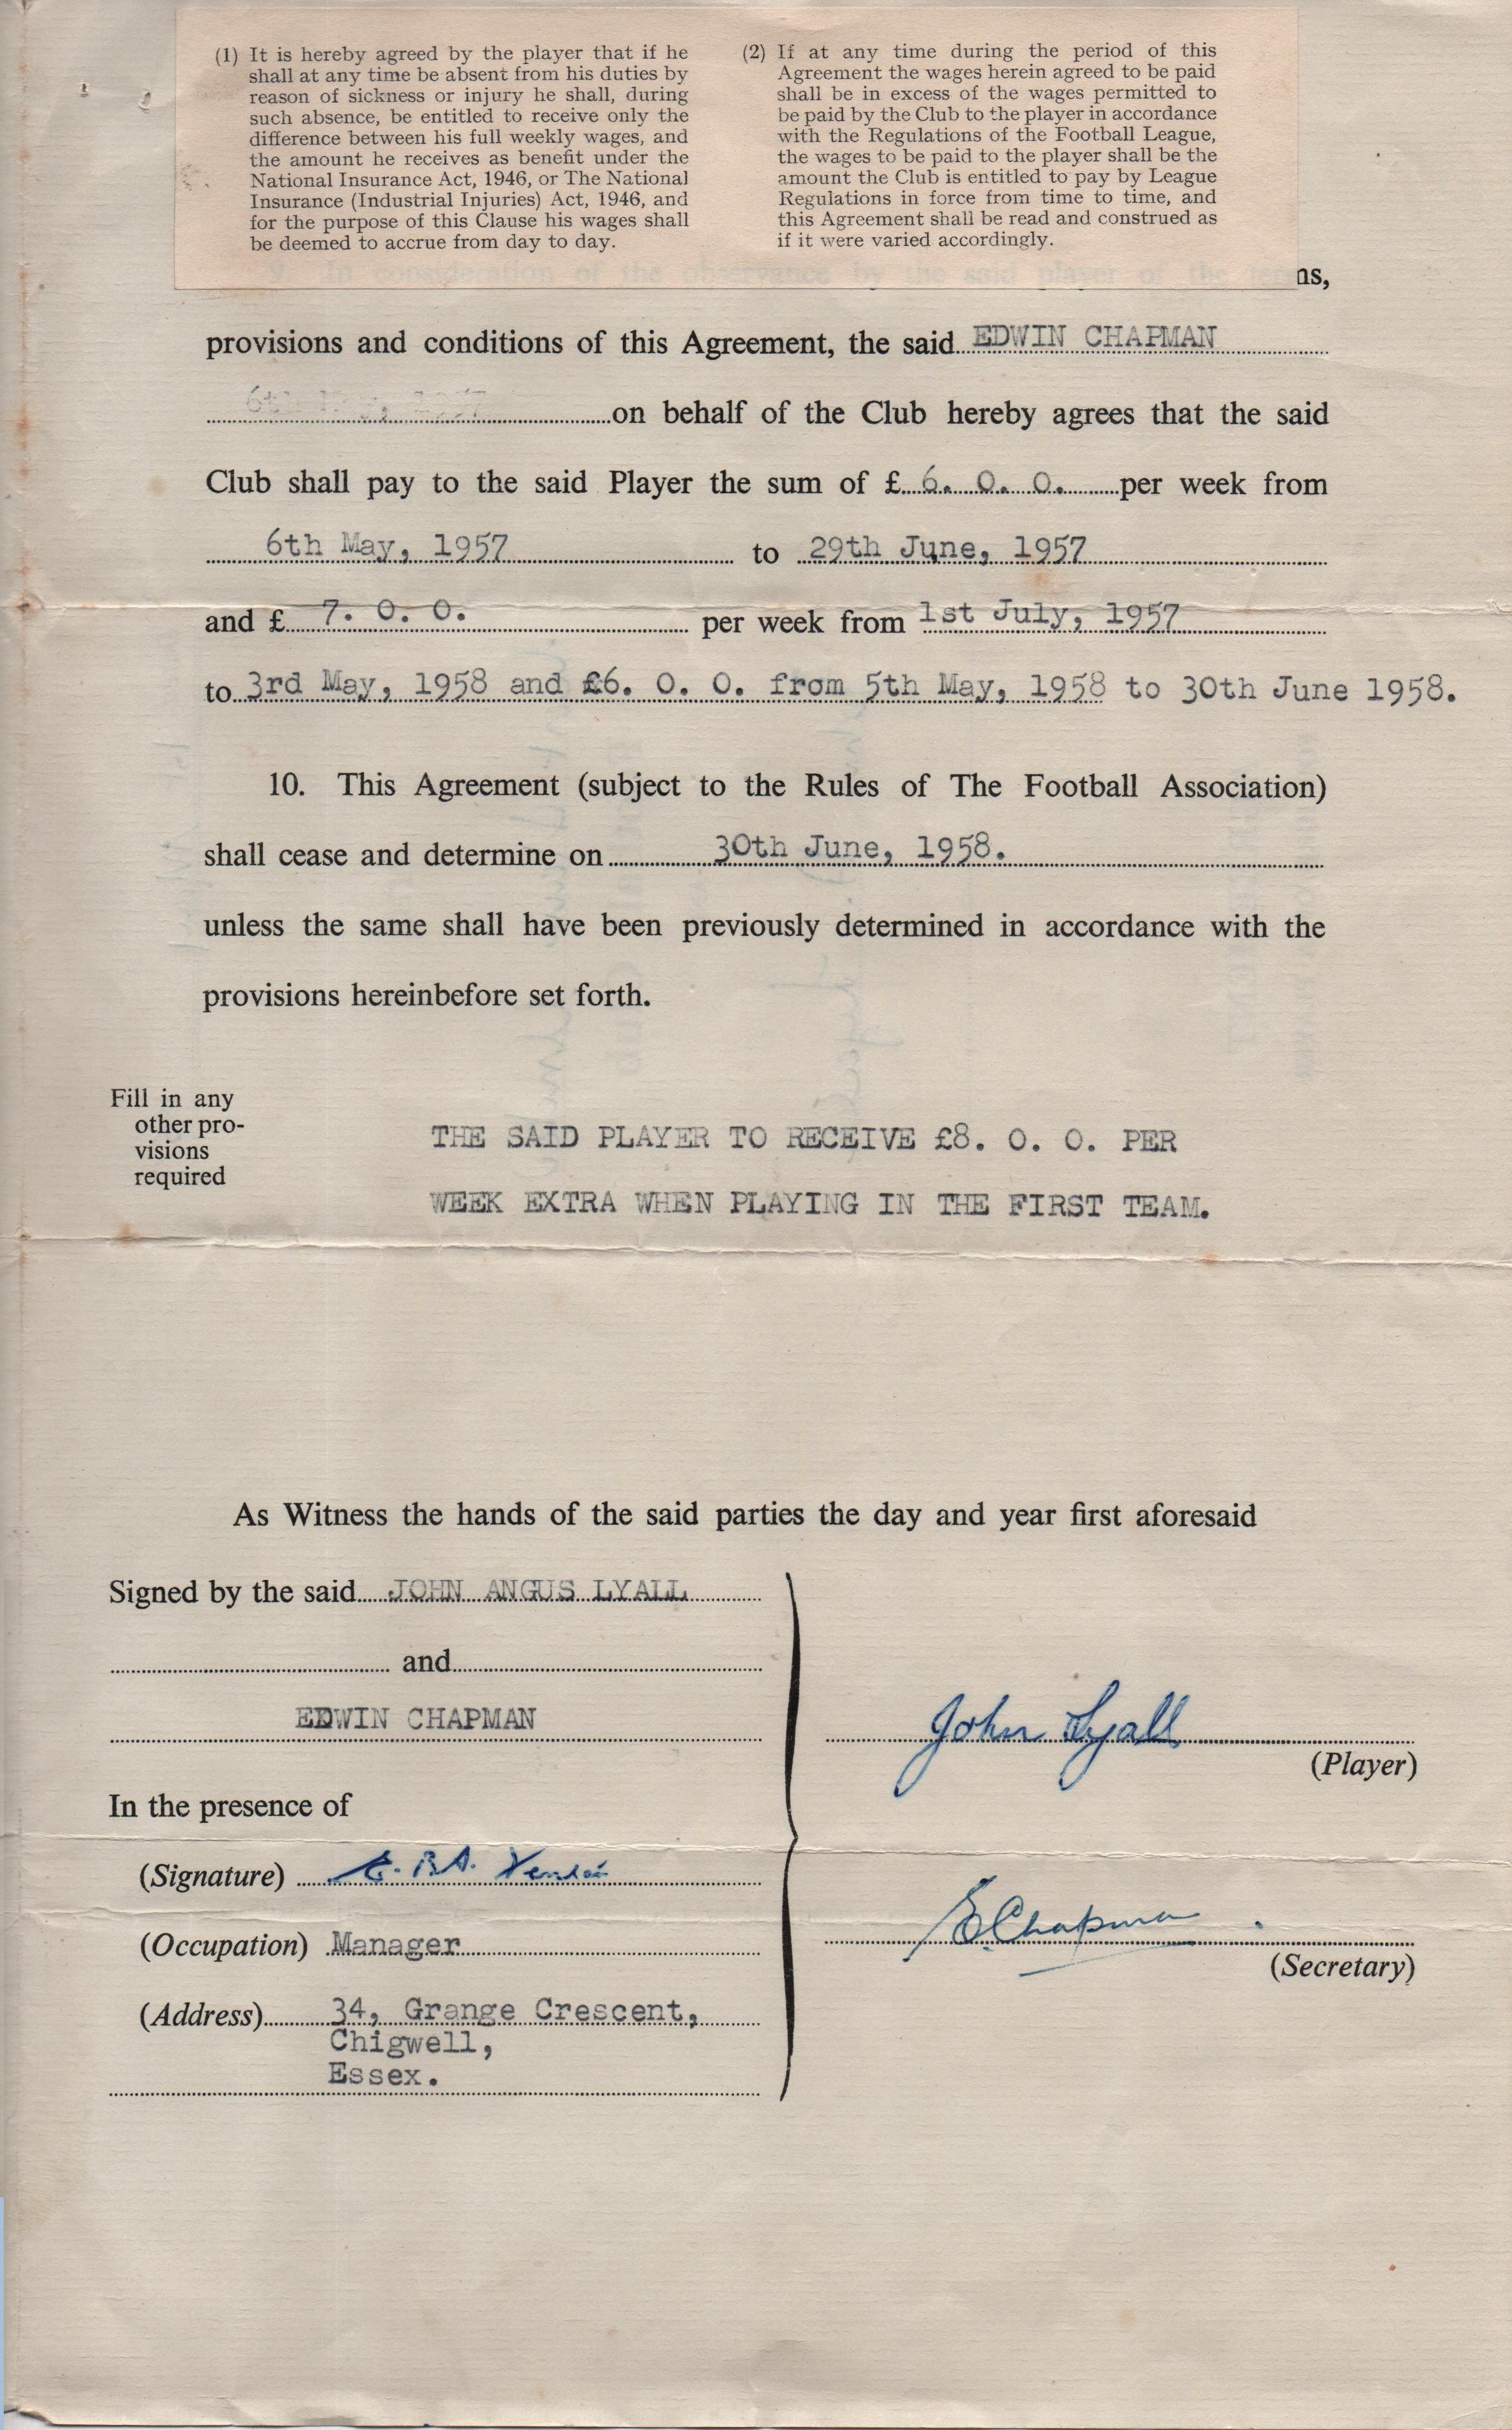 (1) It is hereby agreed by the player that if he
shall at any time be absent from his duties by
reason of sickness or injury he shall, during
such absence, be entitled to receive only the
difference between his full weekly wages, and
the amount he receives as benefit under the
National Insurance Act, 1946, or The National
Insurance (Industrial Injuries) Act, 1946, and
for the purpose of this Clause his wages shall
be deemed to accrue from day to day.
(2) If at any time during the period of this
Agreement the wages herein agreed to be paid
shall be in excess of the wages permitted to
be paid by the Club to the player in accordance
with the Regulations of the Football League,
the wages to be paid to the player shall be the
amount the Club is entitled to pay by League
Regulations in force from time to time, and
this Agreement shall be read and construed as
if it were varied accordingly.
9. In consideration of the observance by the said player of the terms,
provisions and conditions of this Agreement, the said EDWIN CHAPMAN
6th May, 1957 on behalf of the Club hereby agrees that the said
Club shall pay to the said Player the sum of £ 6. 0. 0. per week from
6th May, 1957 to 29th June, 1957
and £ 7. 0. 0. per week from 1st July, 1957
to 3rd May, 1958 and £6. 0. 0. from 5th May, 1958 to 30th June 1958.
10. This Agreement (subject to the Rules of The Football Association)
shall cease and determine on 30th June, 1958.
unless the same shall have been previously determined in accordance with the
provisions hereinbefore set forth.
Fill in any
other pro-
visions
required
THE SAID PLAYER TO RECEIVE £8. 0. 0. PER
WEEK EXTRA WHEN PLAYING IN THE FIRST TEAM.
As Witness the hands of the said parties the day and year first aforesaid
Signed by the said JOHN ANGUS LYALL
and
EDWIN CHAPMAN
John Lyall
(Player)
In the presence of
(Signature) E. B.A.
(Occupation) Manager
E Chapman
(Secretary)
(Address) 34, Grange Crescent,
Chigwell,
Essex.